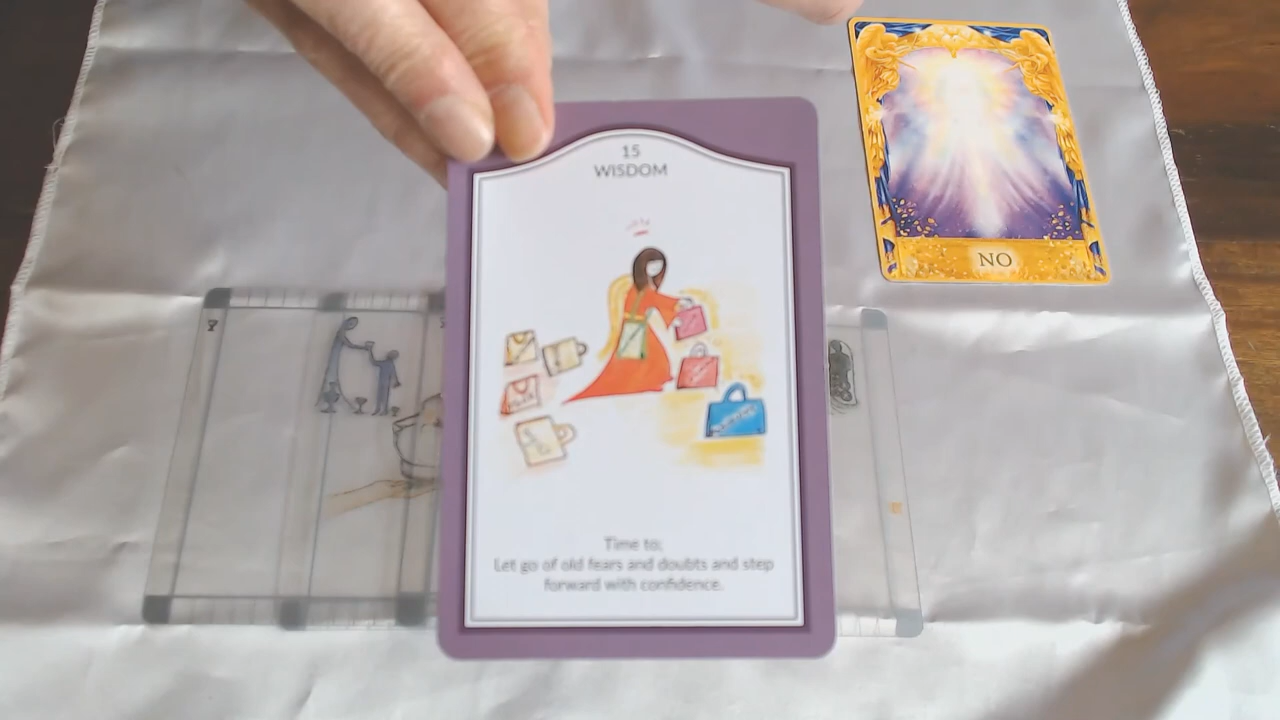 15
WISDOM
Time to;
Let go of old fears and doubts and step
forward with confidence.
NO